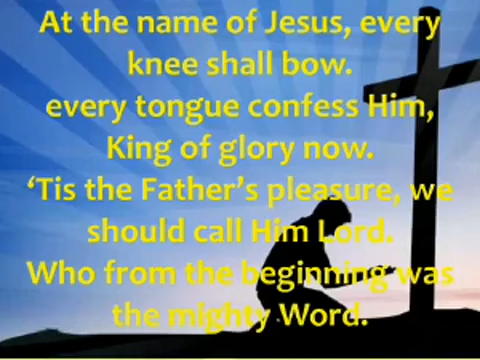 At the name of Jesus, every
knee shall bow.
every tongue confess Him,
King of glory now.
‘Tis the Father’s pleasure, we
should call Him Lord.
Who from the beginning was
the mighty Word.